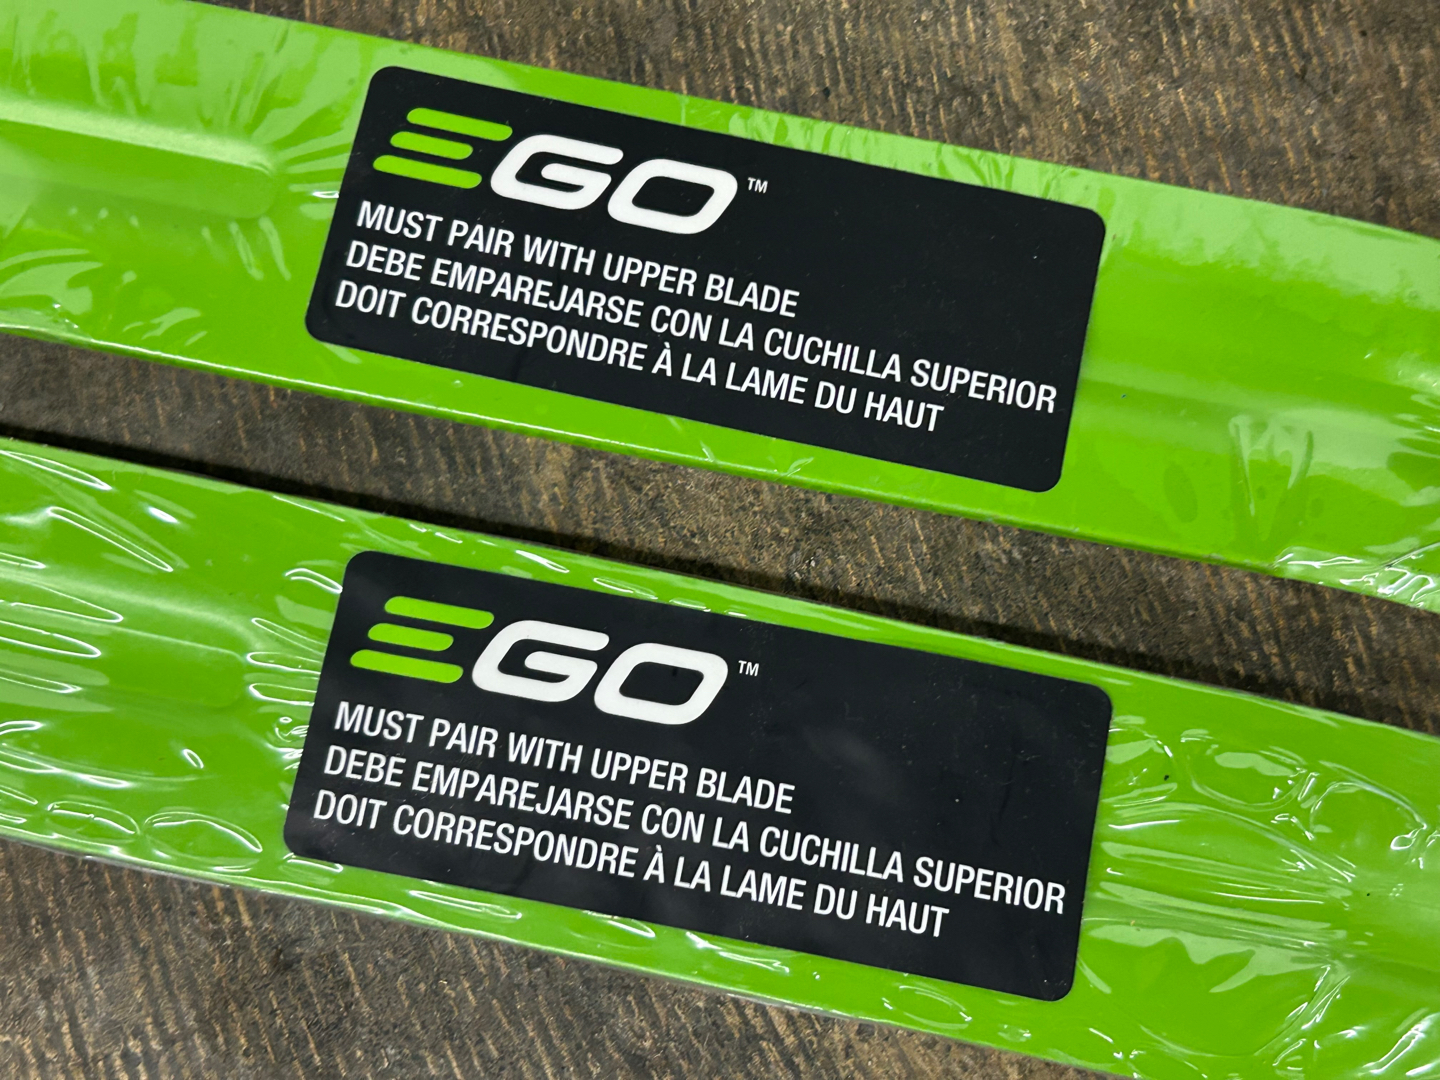 EGO™
MUST PAIR WITH UPPER BLADE
DEBE EMPAREJARSE CON LA CUCHILLA SUPERIOR
DOIT CORRESPONDRE À LA LAME DU HAUT
EGO™
MUST PAIR WITH UPPER BLADE
DEBE EMPAREJARSE CON LA CUCHILLA SUPERIOR
DOIT CORRESPONDRE À LA LAME DU HAUT